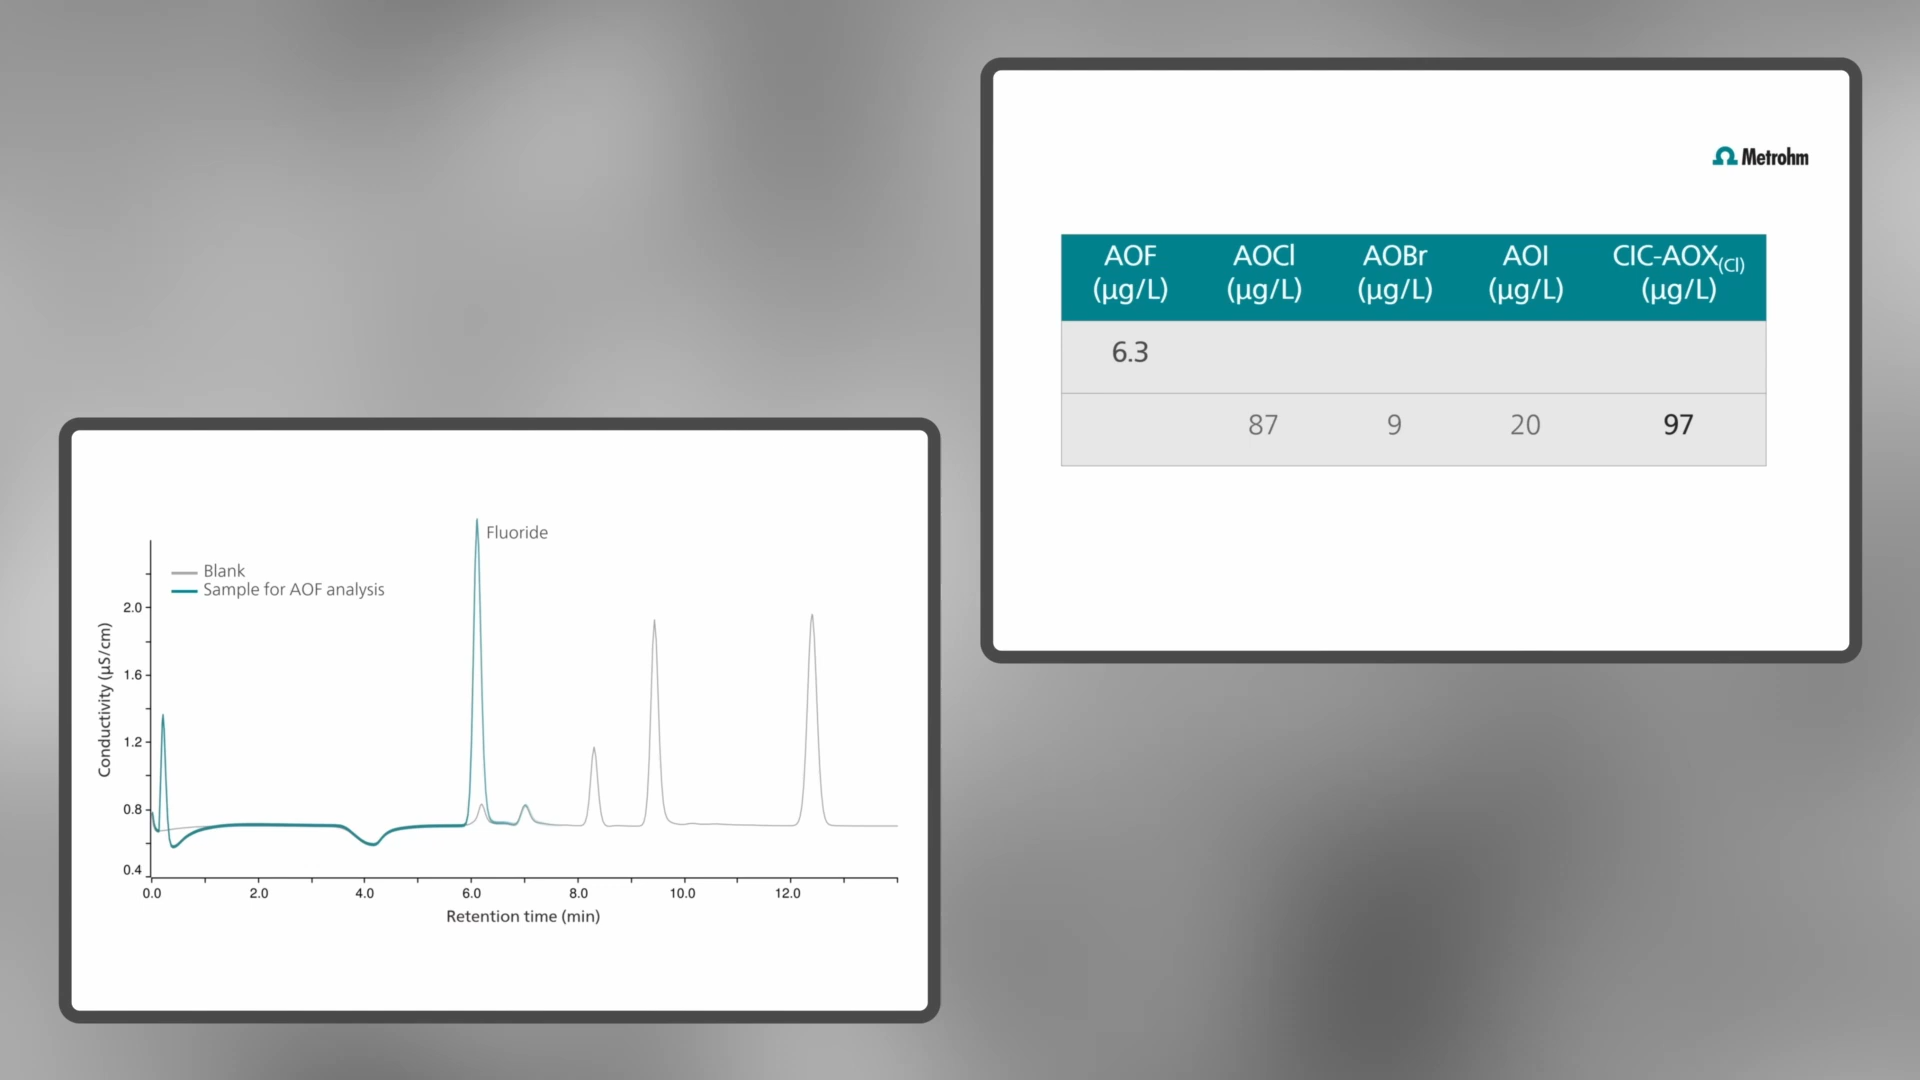 Metrohm
AOF AOCl AOBr AOI CIC-AOX(Cl)
(µg/L) (µg/L) (µg/L) (µg/L) (µg/L)
6.3
87 9 20 97
Fluoride
Blank
Sample for AOF analysis
Conductivity (µS/cm)
2.0
1.6
1.2
0.8
0.4
0.0 2.0 4.0 6.0 8.0 10.0 12.0
Retention time (min)